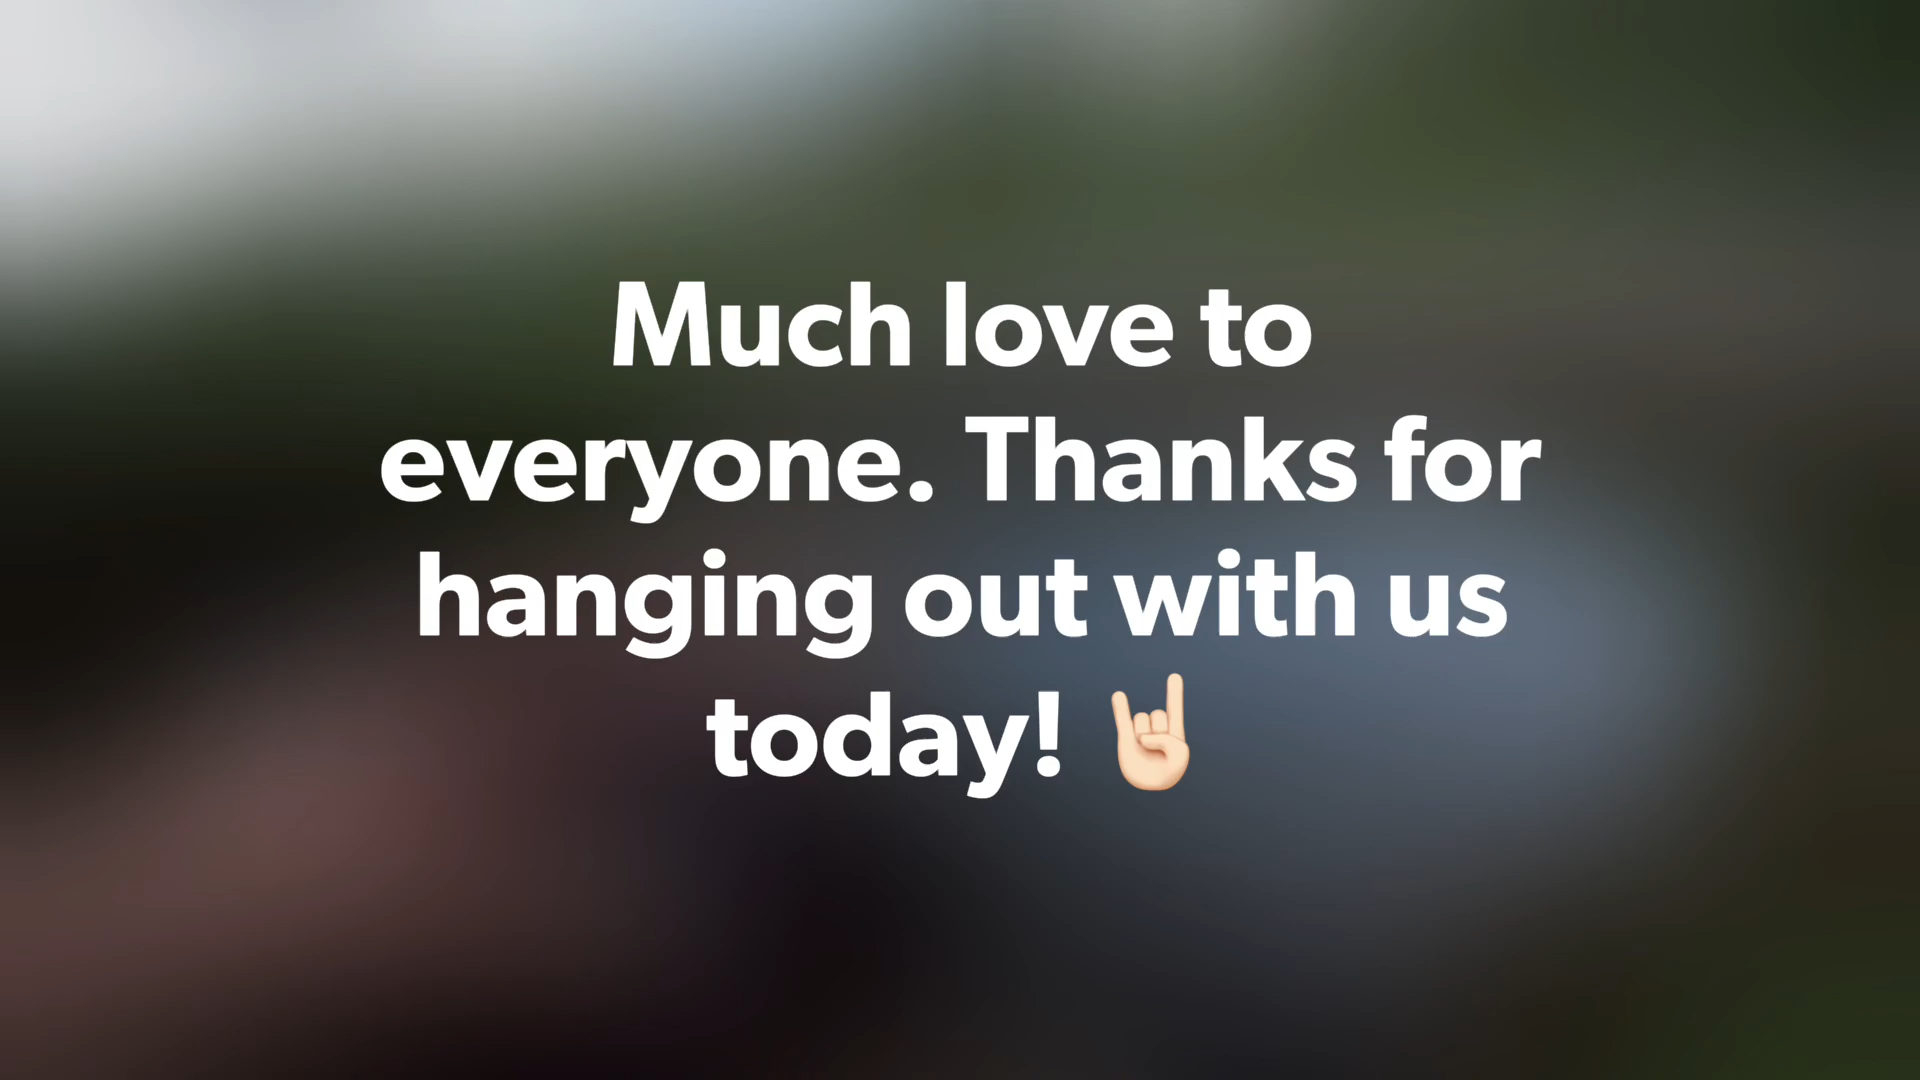 Much love to
everyone. Thanks for
hanging out with us
today! 🤘🏻